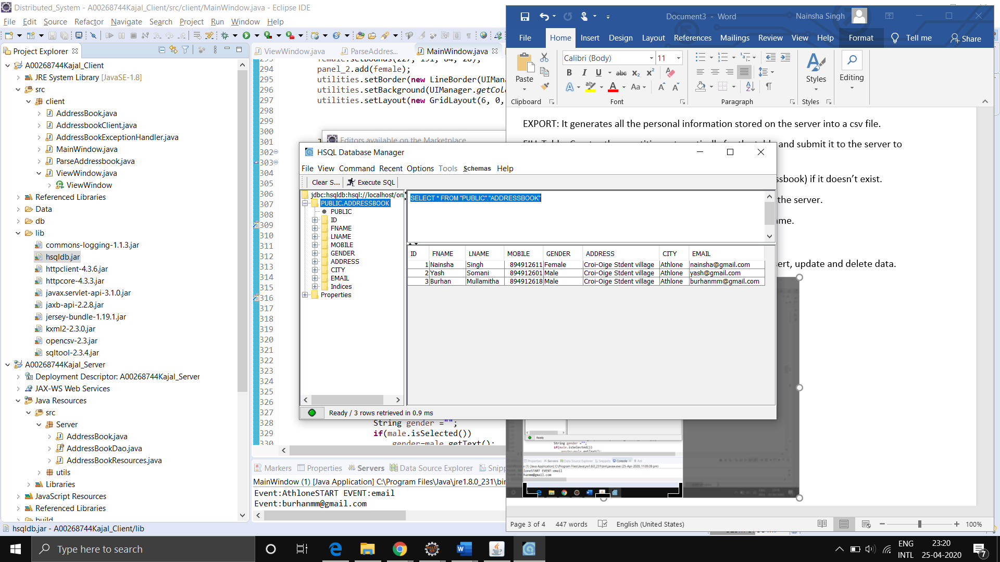 Distributed_System - A00268744Kajal_Client/src/client/MainWindow.java - Eclipse IDE
File Edit Source Refactor Navigate Search Project Run Window Help
Project Explorer
A00268744Kajal_Client
JRE System Library [JavaSE-1.8]
src
client
AddressBook.java
AddressbookClient.java
AddressBookExceptionHandler.java
MainWindow.java
ParseAddressbook.java
ViewWindow.java
ViewWindow
Referenced Libraries
Data
db
lib
commons-logging-1.1.3.jar
hsqldb.jar
httpclient-4.3.6.jar
httpcore-4.3.3.jar
javax.servlet-api-3.1.0.jar
jaxb-api-2.2.8.jar
jersey-bundle-1.19.1.jar
kxml2-2.3.0.jar
opencsv-2.3.jar
sqltool-2.3.4.jar
A00268744Kajal_Server
Deployment Descriptor: A00268744Kajal_Server
JAX-WS Web Services
Java Resources
src
Server
AddressBook.java
AddressBookDao.java
AddressBookResources.java
utils
Libraries
JavaScript Resources
Referenced Libraries
build
hsqldb.jar - A00268744Kajal_Client/lib
ViewWindow.java ParseAddres... MainWindow.java
293 female.setBounds(227, 191, 84, 28);
294 panel_2.add(female);
295 utilities.setBorder(new LineBorder(UIMana
296 utilities.setBackground(UIManager.getColo
297 utilities.setLayout(new GridLayout(6, 0,
298
299
300
301
302
303
304
305
306
307
308
309
310
311
312
313
314
315
316
317
318
319
320
321
322
323
324
325
326
327
328 String gender ="";
329 if(male.isSelected())
330 gender=male.getText();
Editors available on the Marketplace
Markers Properties Servers Data Source Explorer Snipp
MainWindow (1) [Java Application] C:\Program Files\Java\jre1.8.0_231\bin
Event:AthloneSTART EVENT:email
Event:burhanmm@gmail.com
HSQL Database Manager
File View Command Recent Options Tools Schemas Help
Clear S... Execute SQL
jdbc:hsqldb:hsql://localhost/on
PUBLIC.ADDRESSBOOK
PUBLIC
ID
FNAME
LNAME
MOBILE
GENDER
ADDRESS
CITY
EMAIL
Indices
Properties
SELECT * FROM "PUBLIC"."ADDRESSBOOK"
ID FNAME LNAME MOBILE GENDER ADDRESS CITY EMAIL
1 Nainsha Singh 894912611 Female Croi-Oige Stdent village Athlone nainsha@gmail.com
2 Yash Somani 894912601 Male Croi-Oige Stdent village Athlone yash@gmail.com
3 Burhan Mullamitha 894912618 Male Croi-Oige Stdent village Athlone burhanmm@gmail.com
Ready / 3 rows retrieved in 0.9 ms
Document3 - Word
Nainsha Singh
File Home Insert Design Layout References Mailings Review View Help Format Tell me Share
Paste
Calibri (Body) 11
Styles
Editing
Clipboard Font Paragraph Styles
EXPORT: It generates all the personal information stored on the server into a csv file.
and submit it to the server to
ssbook) if it doesn’t exist.
the server.
ame.
sert, update and delete data.
Ready
String gender ="";
if(male.isSelected())
Page 3 of 4 447 words English (United States) 100%
Type here to search
ENG
INTL
23:20
25-04-2020
7